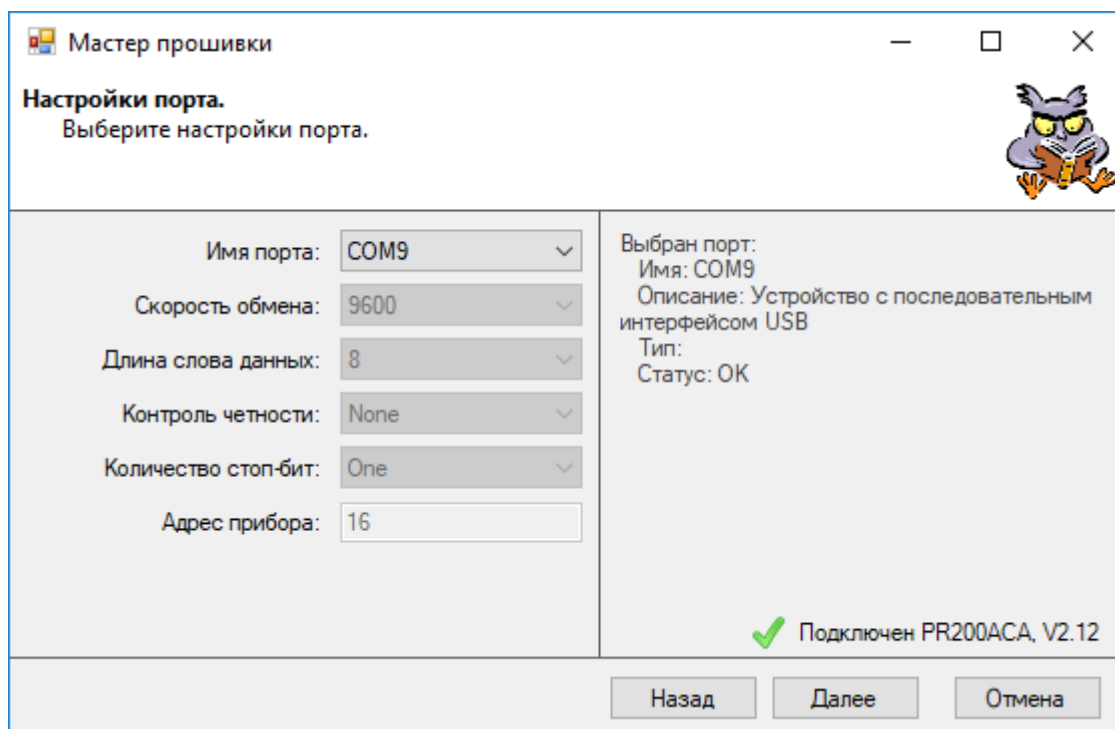 Мастер прошивки
Настройки порта.
Выберите настройки порта.
Имя порта: COM9
Скорость обмена: 9600
Длина слова данных: 8
Контроль четности: None
Количество стоп-бит: One
Адрес прибора: 16
Выбран порт:
Имя: COM9
Описание: Устройство с последовательным
интерфейсом USB
Тип:
Статус: OK
Подключен PR200ACA, V2.12
Назад
Далее
Отмена